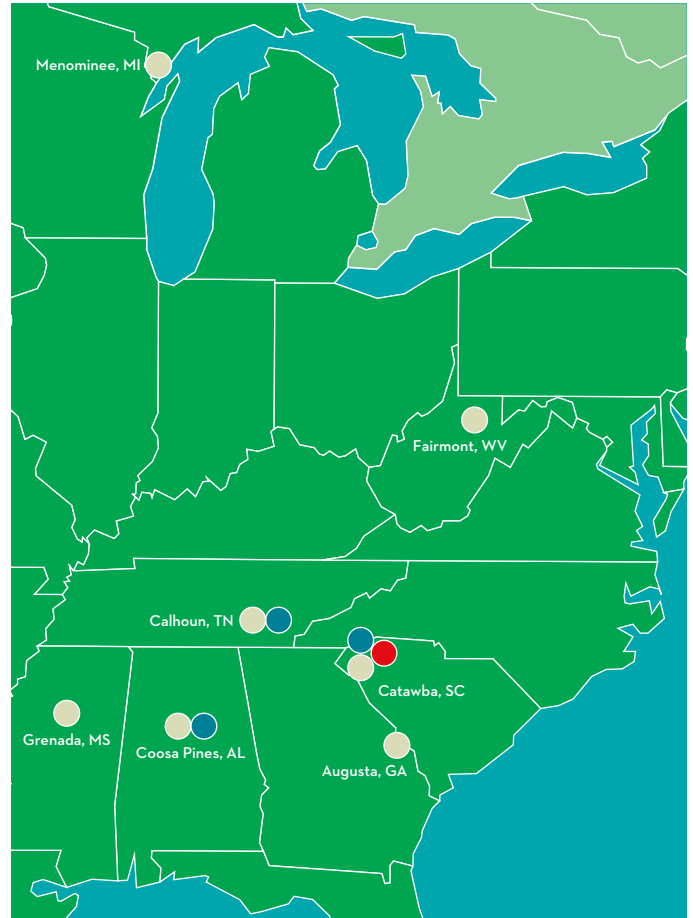 Menominee, MI
Fairmont, WV
Calhoun, TN
Catawba, SC
Grenada, MS
Coosa Pines, AL
Augusta, GA